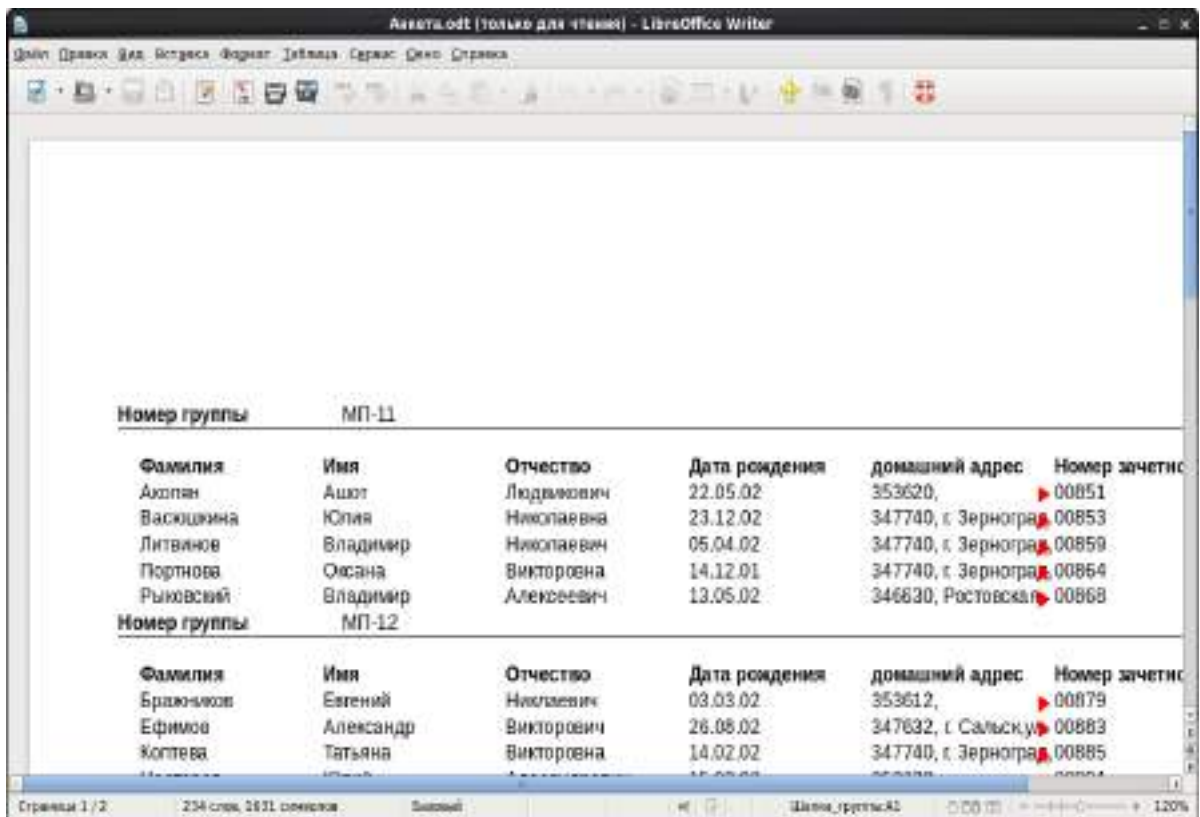 Анкета.odt (только для чтения) - LibreOffice Writer
Файл Правка Вид Вставка Формат Таблица Сервис Окно Справка
Номер группы МП-11
Фамилия Имя Отчество Дата рождения домашний адрес Номер зачетно
Акопян Ашот Людвикович 22.05.02 353620, 00851
Васюшкина Юлия Николаевна 23.12.02 347740, г. Зерноград, 00853
Литвинов Владимир Николаевич 05.04.02 347740, г. Зерноград, 00859
Портнова Оксана Викторовна 14.12.01 347740, г. Зерноград, 00864
Рыковский Владимир Алексеевич 13.05.02 346630, Ростовская 00868
Номер группы МП-12
Фамилия Имя Отчество Дата рождения домашний адрес Номер зачетно
Бражников Евгений Никлаевич 03.03.02 353612, 00879
Ефимов Александр Викторович 26.08.02 347632, г. Сальск,ул 00883
Коптева Татьяна Викторовна 14.02.02 347740, г. Зерноград, 00885
Страница 1 / 2 234 слов, 1631 символов Базовый Шапка_группы:A1 120%